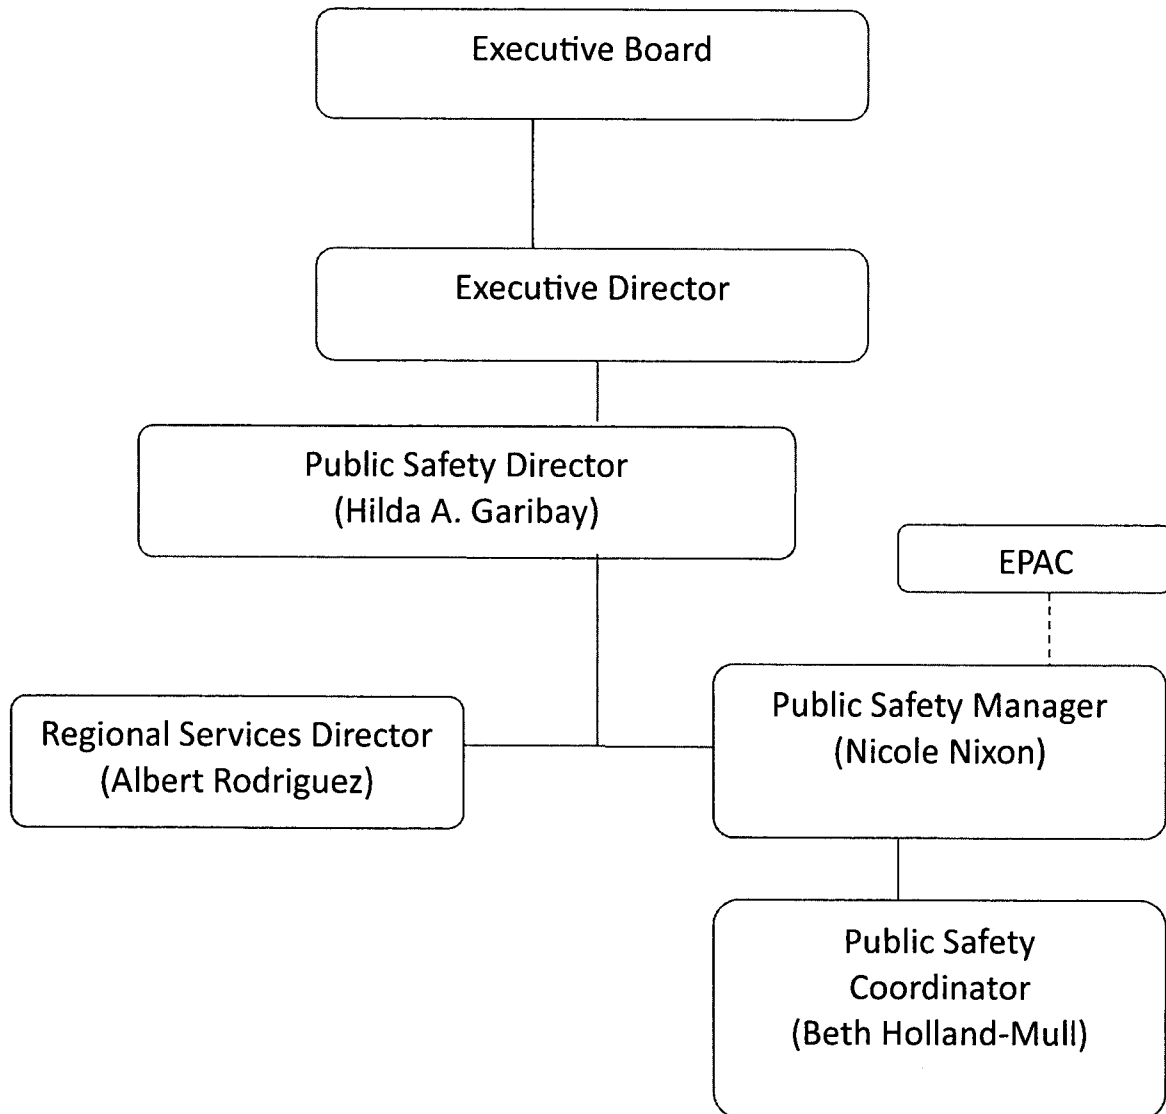 Executive Board
Executive Director
Public Safety Director
(Hilda A. Garibay)
EPAC
Regional Services Director
(Albert Rodriguez)
Public Safety Manager
(Nicole Nixon)
Public Safety
Coordinator
(Beth Holland-Mull)